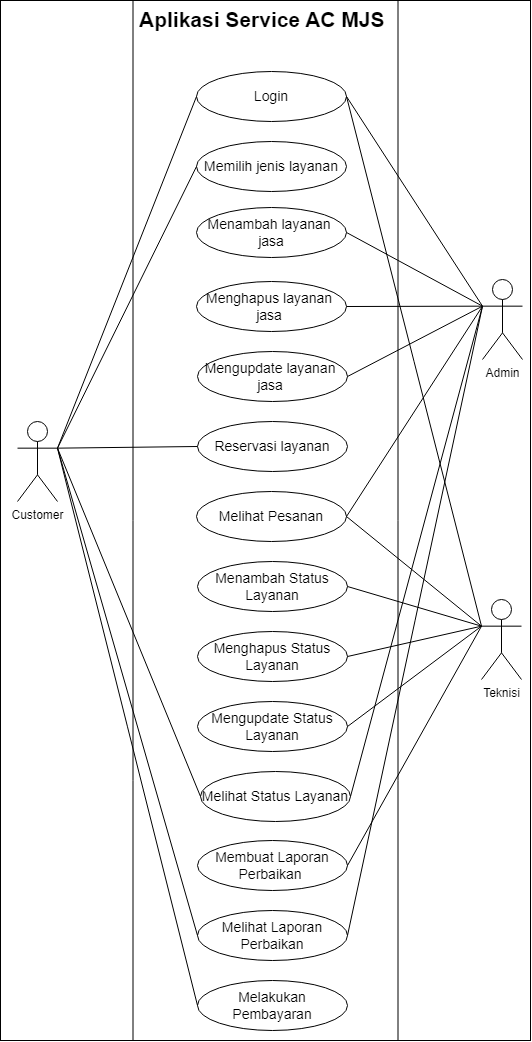 Aplikasi Service AC MJS
Login
Memilih jenis layanan
Menambah layanan
jasa
Menghapus layanan
jasa
Admin
Mengupdate layanan
jasa
Customer
Reservasi layanan
Melihat Pesanan
Menambah Status
Layanan
Menghapus Status
Layanan
Teknisi
Mengupdate Status
Layanan
Melihat Status Layanan
Membuat Laporan
Perbaikan
Melihat Laporan
Perbaikan
Melakukan
Pembayaran